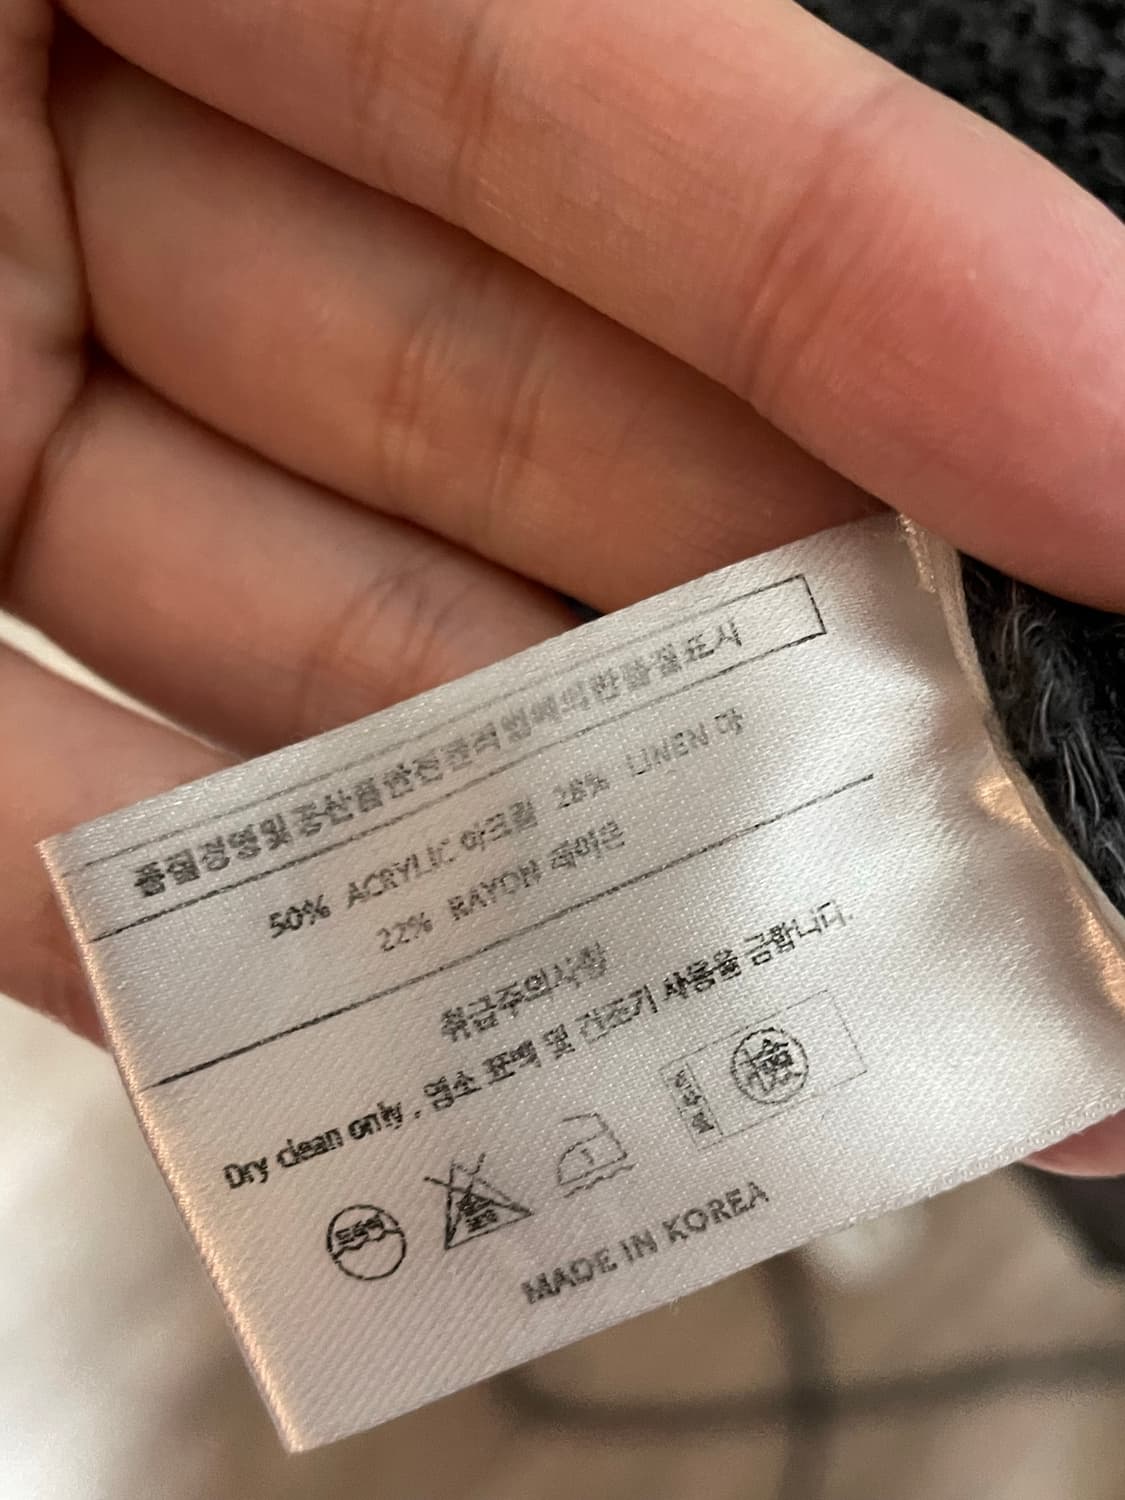 품질경영및공산품안전관리법에의한품질표시
50% ACRYLIC 아크릴 28% LINEN 마
22% RAYON 레이온
취급주의사항
Dry clean only . 염소 표백 및 건조기 사용을 금합니다.
드라이
MADE IN KOREA